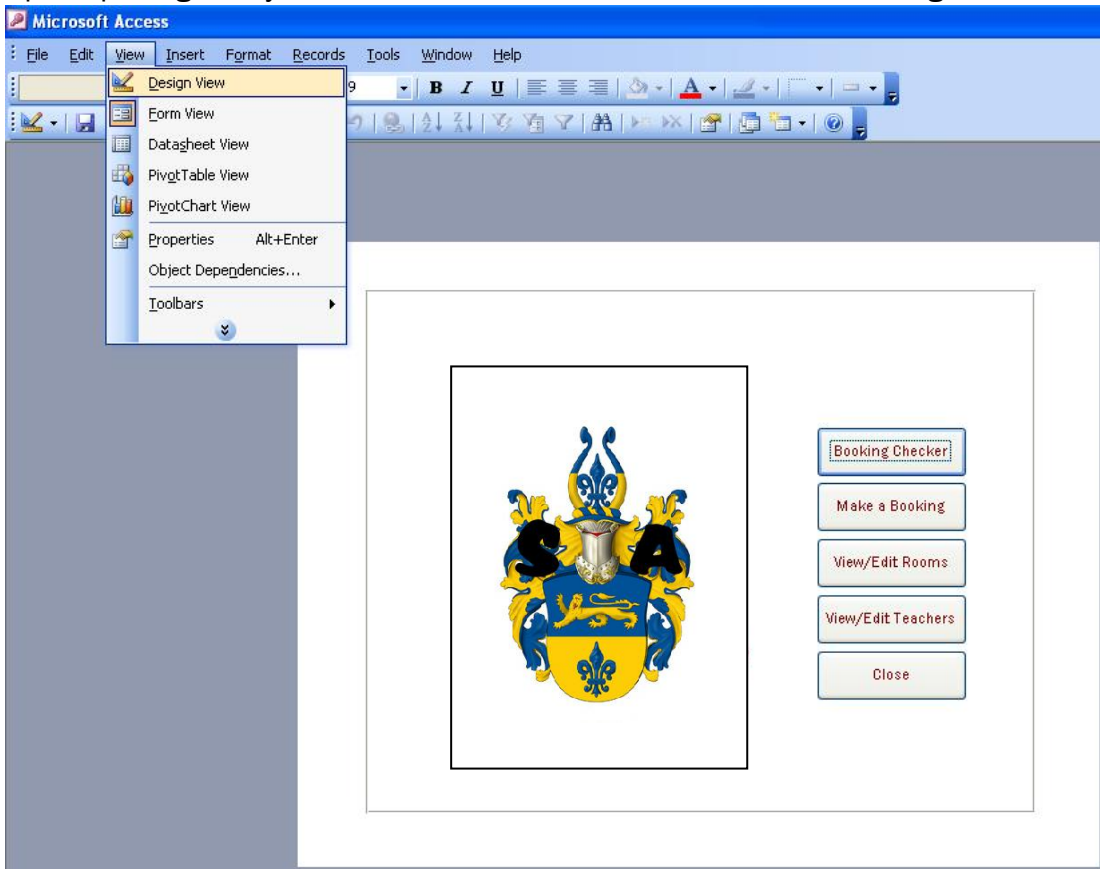 Microsoft Access
File Edit View Insert Format Records Tools Window Help
Design View
9 B I U A
Form View
Datasheet View
PivotTable View
PivotChart View
Properties Alt+Enter
Object Dependencies...
Toolbars
S A
Booking Checker
Make a Booking
View/Edit Rooms
View/Edit Teachers
Close